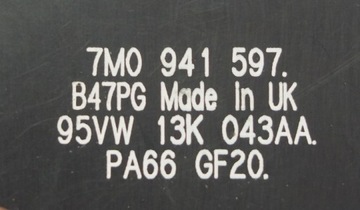 7M0 941 597.
B47PG Made In UK
95VW 13K 043AA.
PA66 GF20.